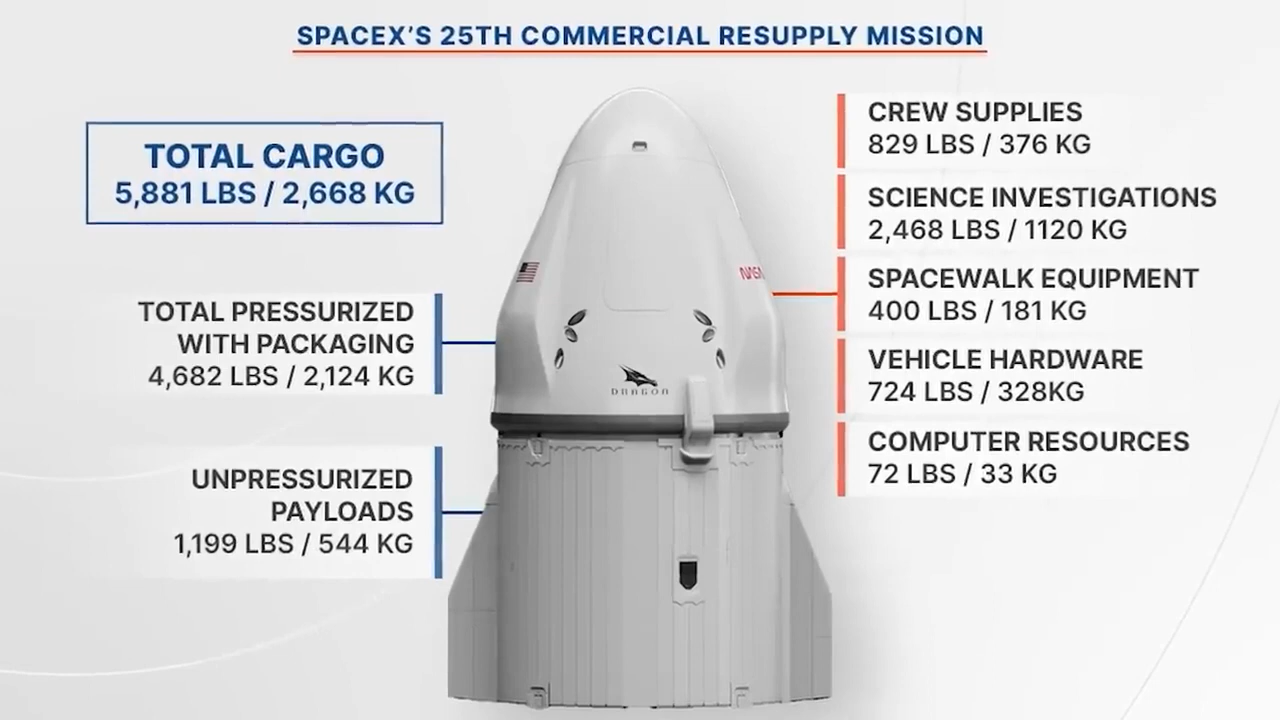 SPACEX'S 25TH COMMERCIAL RESUPPLY MISSION
TOTAL CARGO
5,881 LBS / 2,668 KG
TOTAL PRESSURIZED
WITH PACKAGING
4,682 LBS / 2,124 KG
UNPRESSURIZED
PAYLOADS
1,199 LBS / 544 KG
NASA
DRAGON
CREW SUPPLIES
829 LBS / 376 KG
SCIENCE INVESTIGATIONS
2,468 LBS / 1120 KG
SPACEWALK EQUIPMENT
400 LBS / 181 KG
VEHICLE HARDWARE
724 LBS / 328KG
COMPUTER RESOURCES
72 LBS / 33 KG